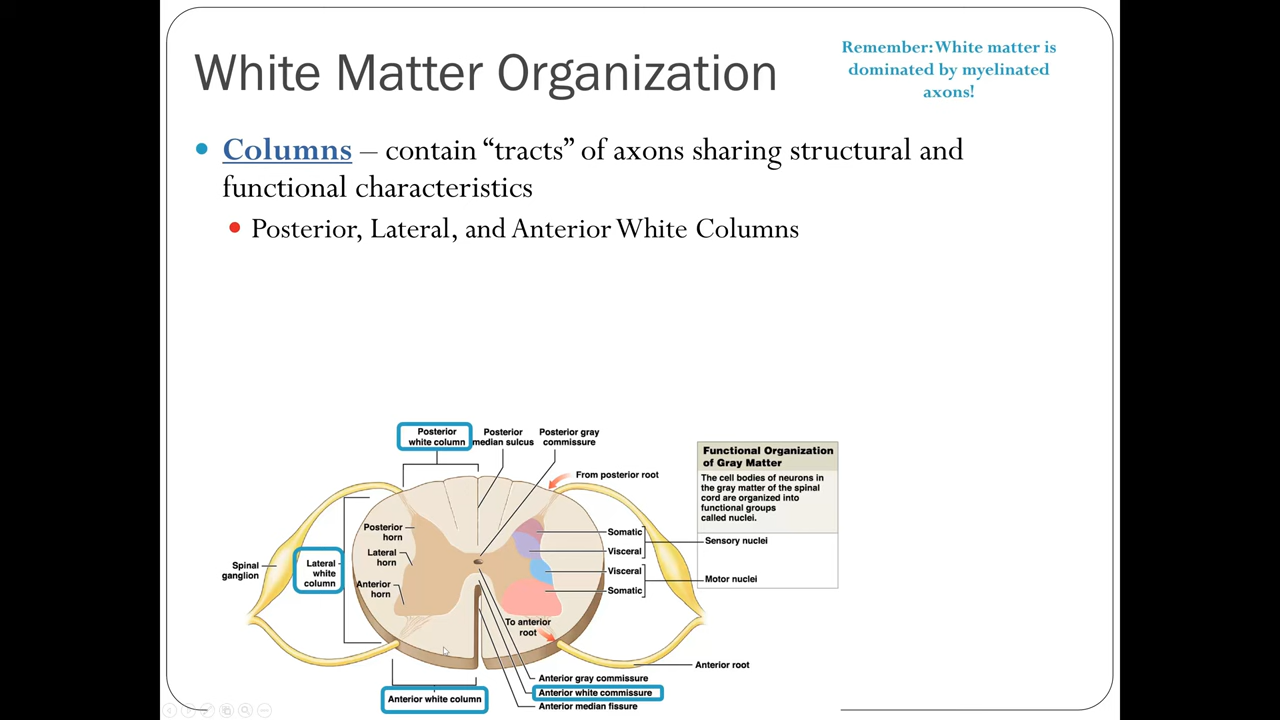 White Matter Organization
Remember: White matter is
dominated by myelinated
axons!
Columns – contain “tracts” of axons sharing structural and
functional characteristics
Posterior, Lateral, and Anterior White Columns
Posterior
white column
Posterior
median sulcus
Posterior gray
commissure
From posterior root
Posterior
horn
Lateral
horn
Anterior
horn
Spinal
ganglion
Lateral
white
column
Somatic
Visceral
Visceral
Somatic
Sensory nuclei
Motor nuclei
Functional Organization
of Gray Matter
The cell bodies of neurons in
the gray matter of the spinal
cord are organized into
functional groups
called nuclei.
To anterior
root
Anterior root
Anterior white column
Anterior gray commissure
Anterior white commissure
Anterior median fissure